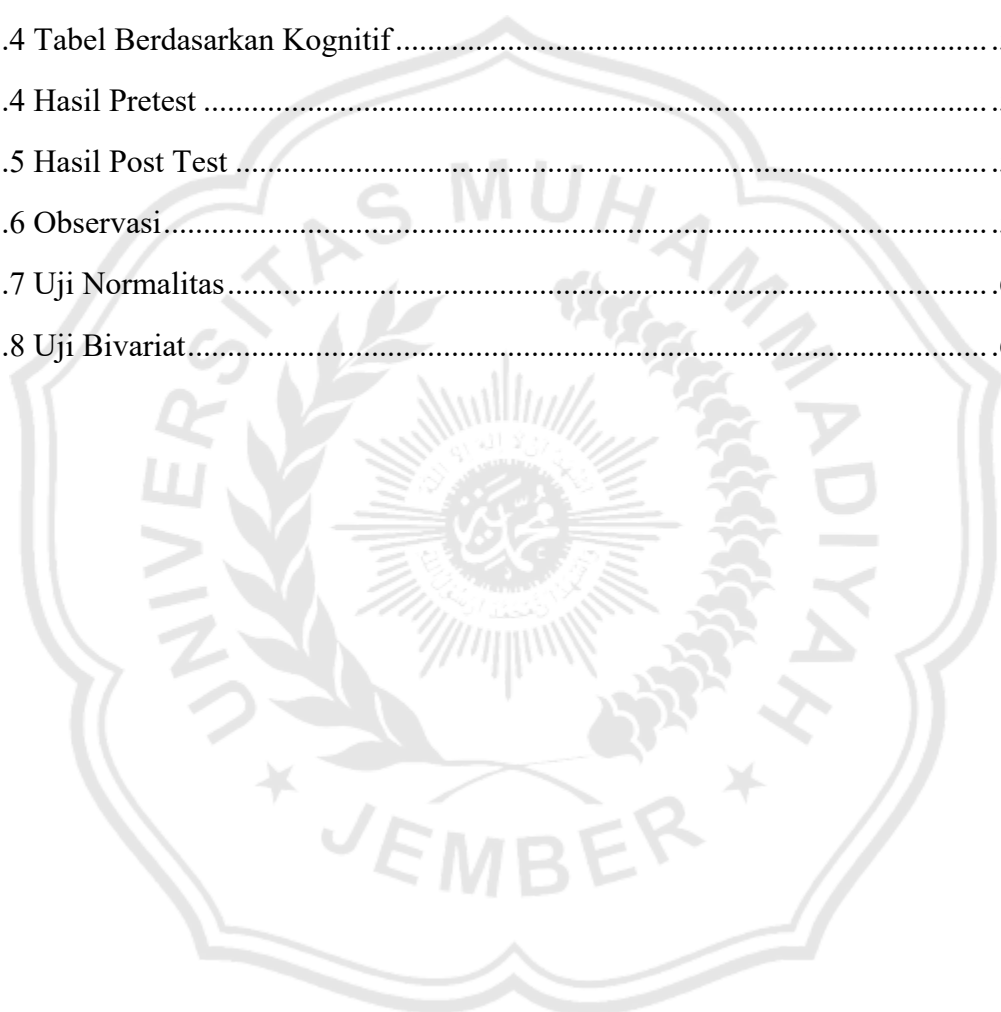 .4 Tabel Berdasarkan Kognitif
.4 Hasil Pretest
.5 Hasil Post Test
.6 Observasi
.7 Uji Normalitas
.8 Uji Bivariat
UNIVERSITAS MUHAMMADIYAH
JEMBER